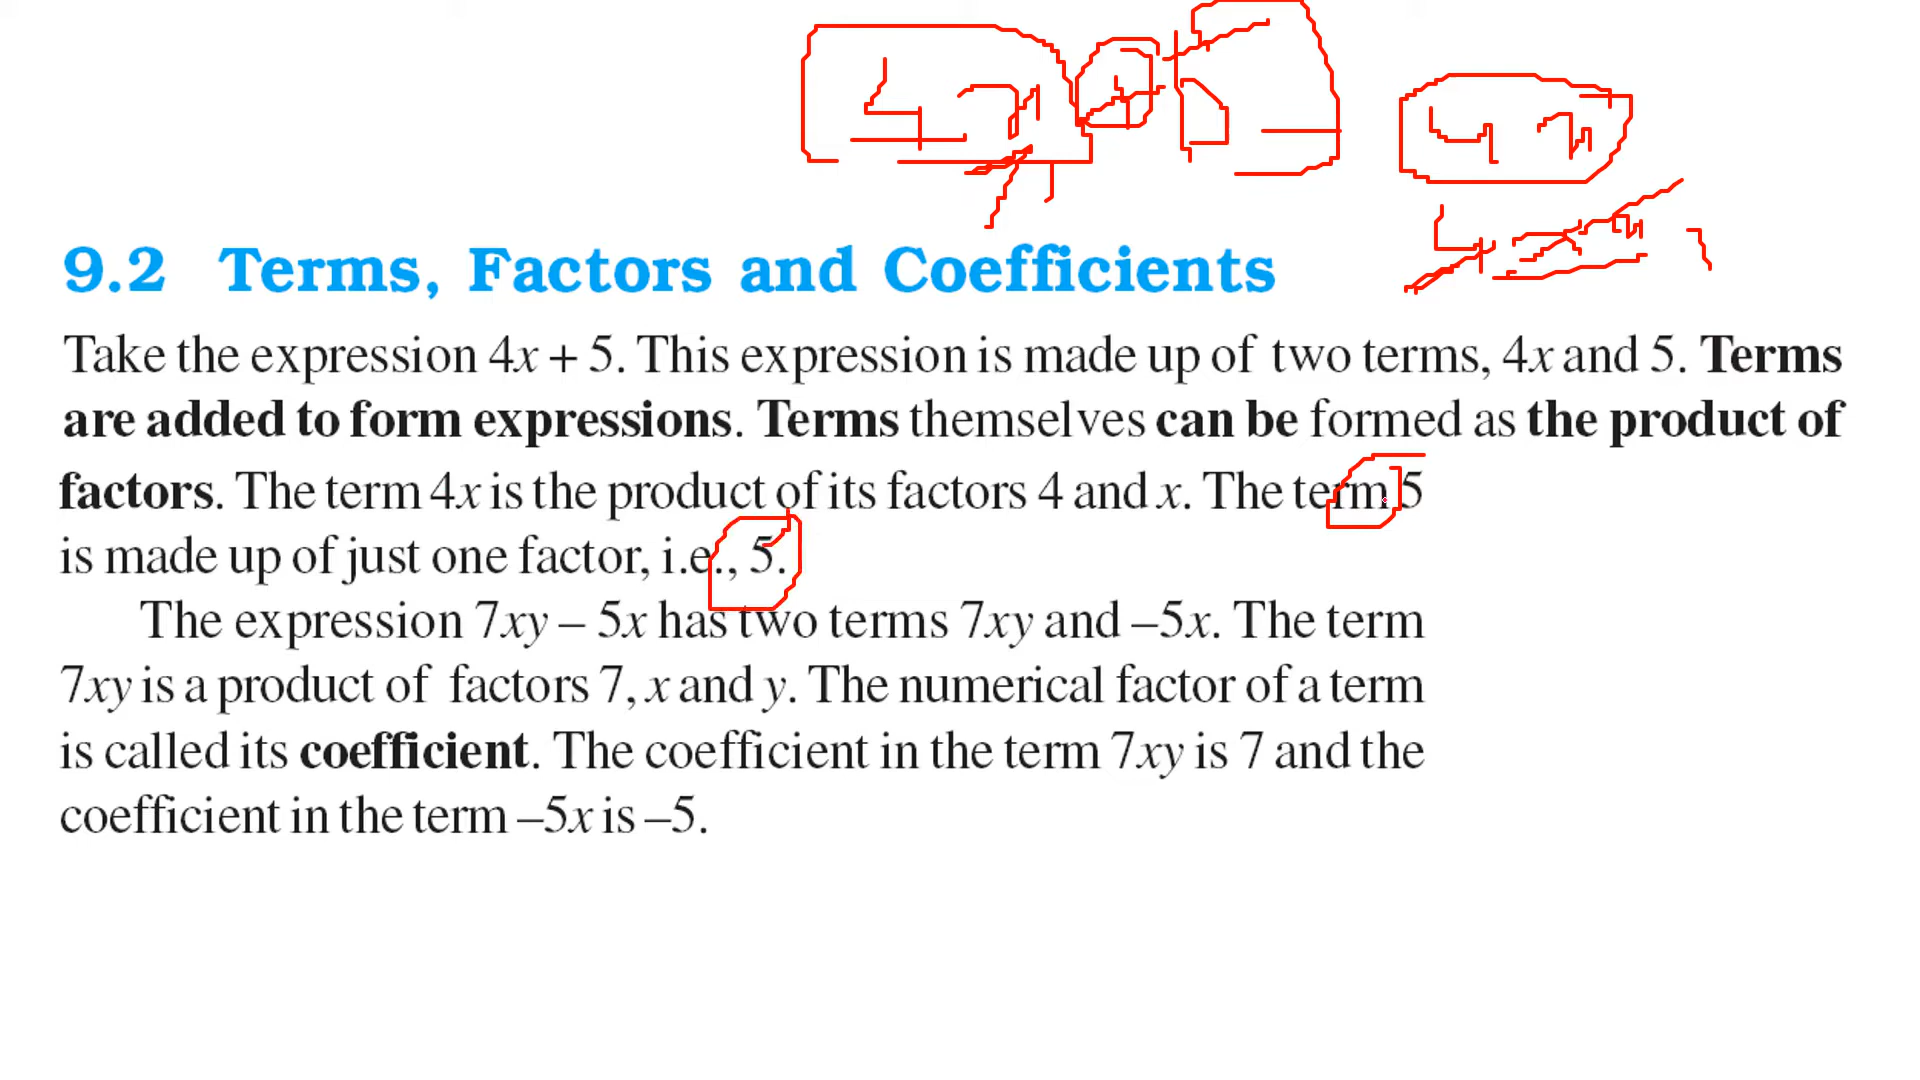 4x + 5
4x
9.2 Terms, Factors and Coefficients
Take the expression 4x + 5. This expression is made up of two terms, 4x and 5. Terms
are added to form expressions. Terms themselves can be formed as the product of
factors. The term 4x is the product of its factors 4 and x. The term 5
is made up of just one factor, i.e., 5.
The expression 7xy – 5x has two terms 7xy and –5x. The term
7xy is a product of factors 7, x and y. The numerical factor of a term
is called its coefficient. The coefficient in the term 7xy is 7 and the
coefficient in the term –5x is –5.